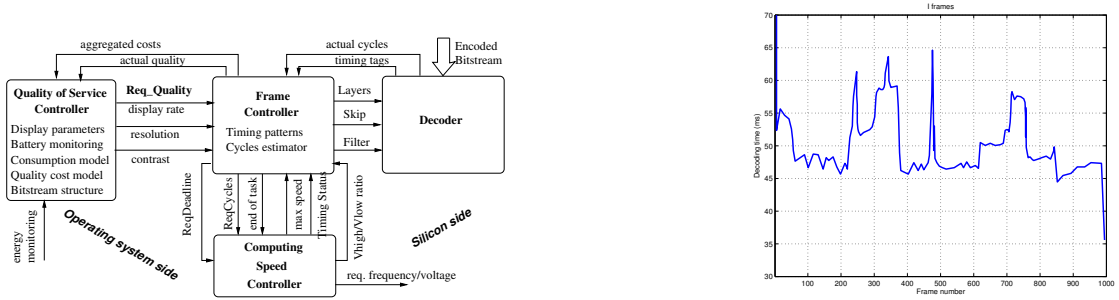 aggregated costs
actual quality
actual cycles
timing tags
Encoded
Bitstream
Quality of Service
Controller
Display parameters
Battery monitoring
Consumption model
Quality cost model
Bitstream structure
Req_Quality
display rate
resolution
contrast
Frame
Controller
Timing patterns
Cycles estimator
Layers
Skip
Filter
Decoder
energy
monitoring
Operating system side
ReqDeadline
ReqCycles
end of task
max speed
Timing Status
Vhigh/Vlow ratio
Silicon side
Computing
Speed
Controller
req. frequency/voltage
I frames
Decoding time (ms)
70
65
60
55
50
45
40
35
30
0 100 200 300 400 500 600 700 800 900 1000
Frame number